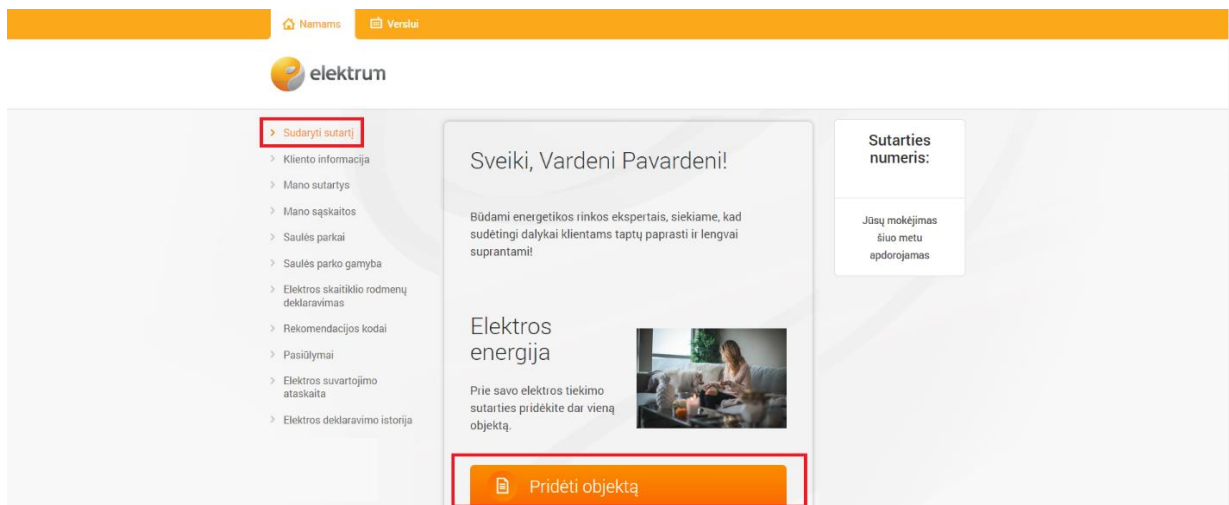 Namams
Verslui
elektrum
Sudaryti sutartį
Kliento informacija
Mano sutartys
Mano sąskaitos
Saulės parkai
Saulės parko gamyba
Elektros skaitiklio rodmenų
deklaravimas
Rekomendacijos kodai
Pasiūlymai
Elektros suvartojimo
ataskaita
Elektros deklaravimo istorija
Sveiki, Vardeni Pavardeni!
Būdami energetikos rinkos ekspertais, siekiame, kad
sudėtingi dalykai klientams taptų paprasti ir lengvai
suprantami!
Elektros
energija
Prie savo elektros tiekimo
sutarties pridėkite dar vieną
objektą.
Pridėti objektą
Sutarties
numeris:
Jūsų mokėjimas
šiuo metu
apdorojamas